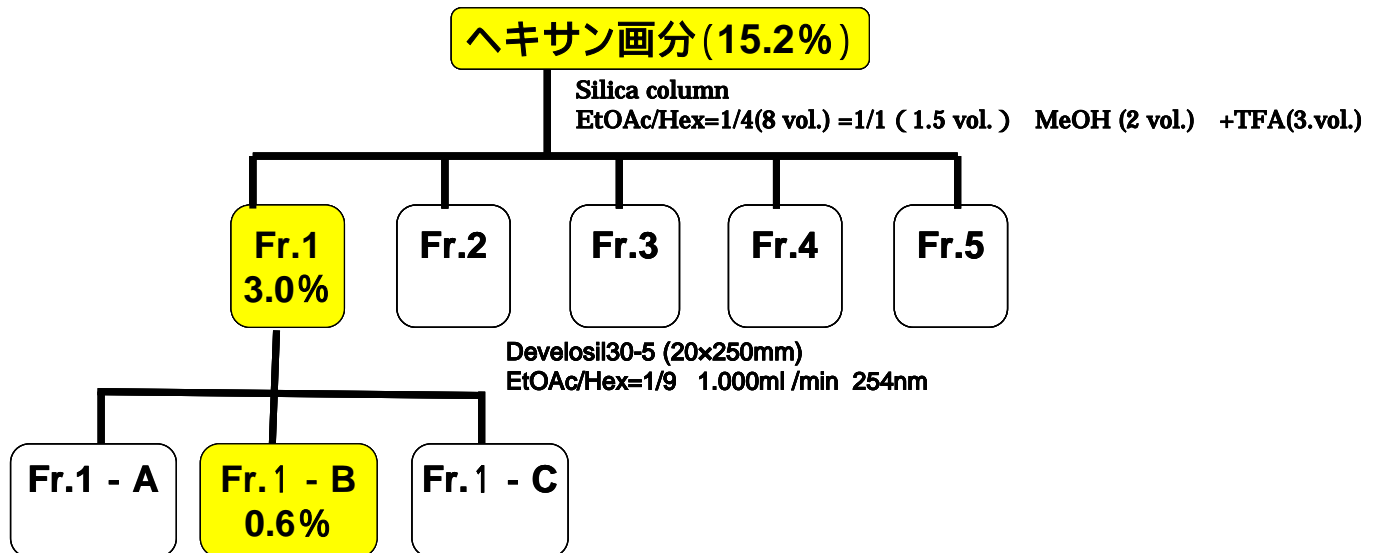 ヘキサン画分(15.2%)
Silica column
EtOAc/Hex=1/4(8 vol.) =1/1 ( 1.5 vol. ) MeOH (2 vol.) +TFA(3.vol.)
Fr.1
3.0%
Fr.2
Fr.3
Fr.4
Fr.5
Develosil30-5 (20×250mm)
EtOAc/Hex=1/9 1.000ml /min 254nm
Fr.1 - A
Fr.1 - B
0.6%
Fr.1 - C